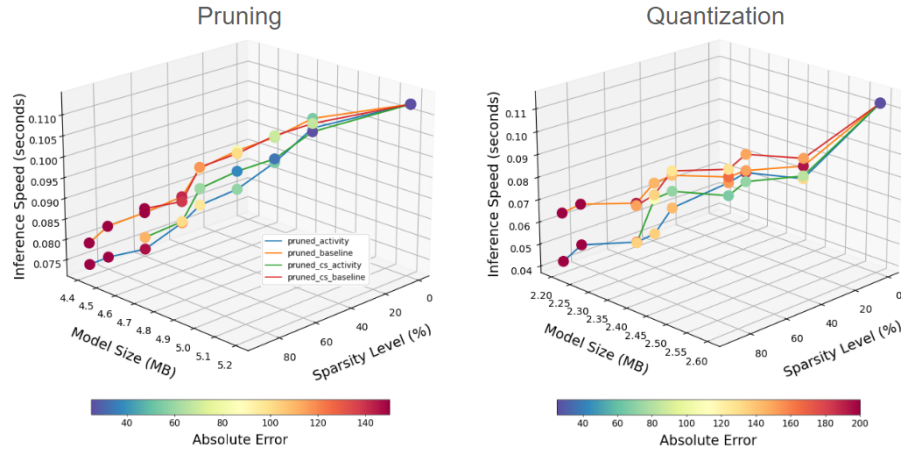 Pruning
Inference Speed (seconds)
0.110
0.105
0.100
0.095
0.090
0.085
0.080
0.075
4.4
4.5
4.6
4.7
4.8
4.9
5.0
5.1
5.2
Model Size (MB)
0
20
40
60
80
Sparsity Level (%)
pruned_activity
pruned_baseline
pruned_cs_activity
pruned_cs_baseline
40 60 80 100 120 140
Absolute Error
Quantization
Inference Speed (seconds)
0.11
0.10
0.09
0.08
0.07
0.06
0.05
0.04
2.20
2.25
2.30
2.35
2.40
2.45
2.50
2.55
2.60
Model Size (MB)
0
20
40
60
80
Sparsity Level (%)
40 60 80 100 120 140 160 180 200
Absolute Error